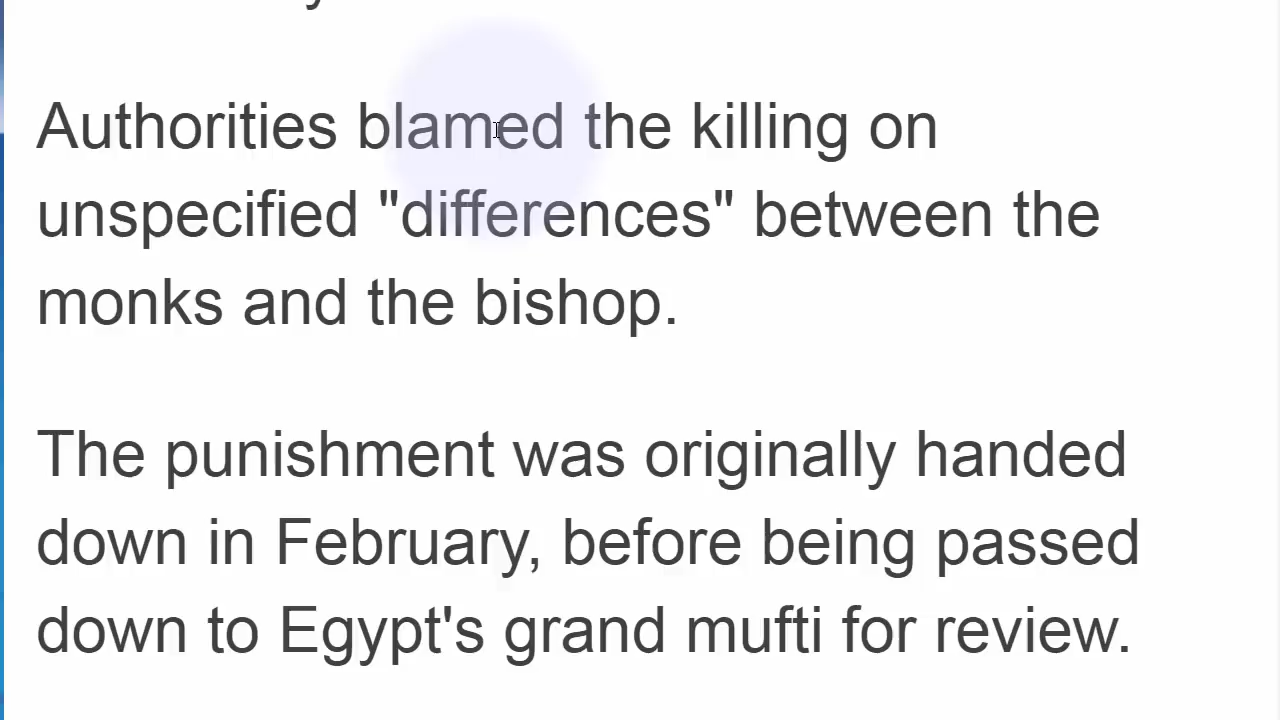 Authorities blamed the killing on
unspecified "differences" between the
monks and the bishop.
The punishment was originally handed
down in February, before being passed
down to Egypt's grand mufti for review.